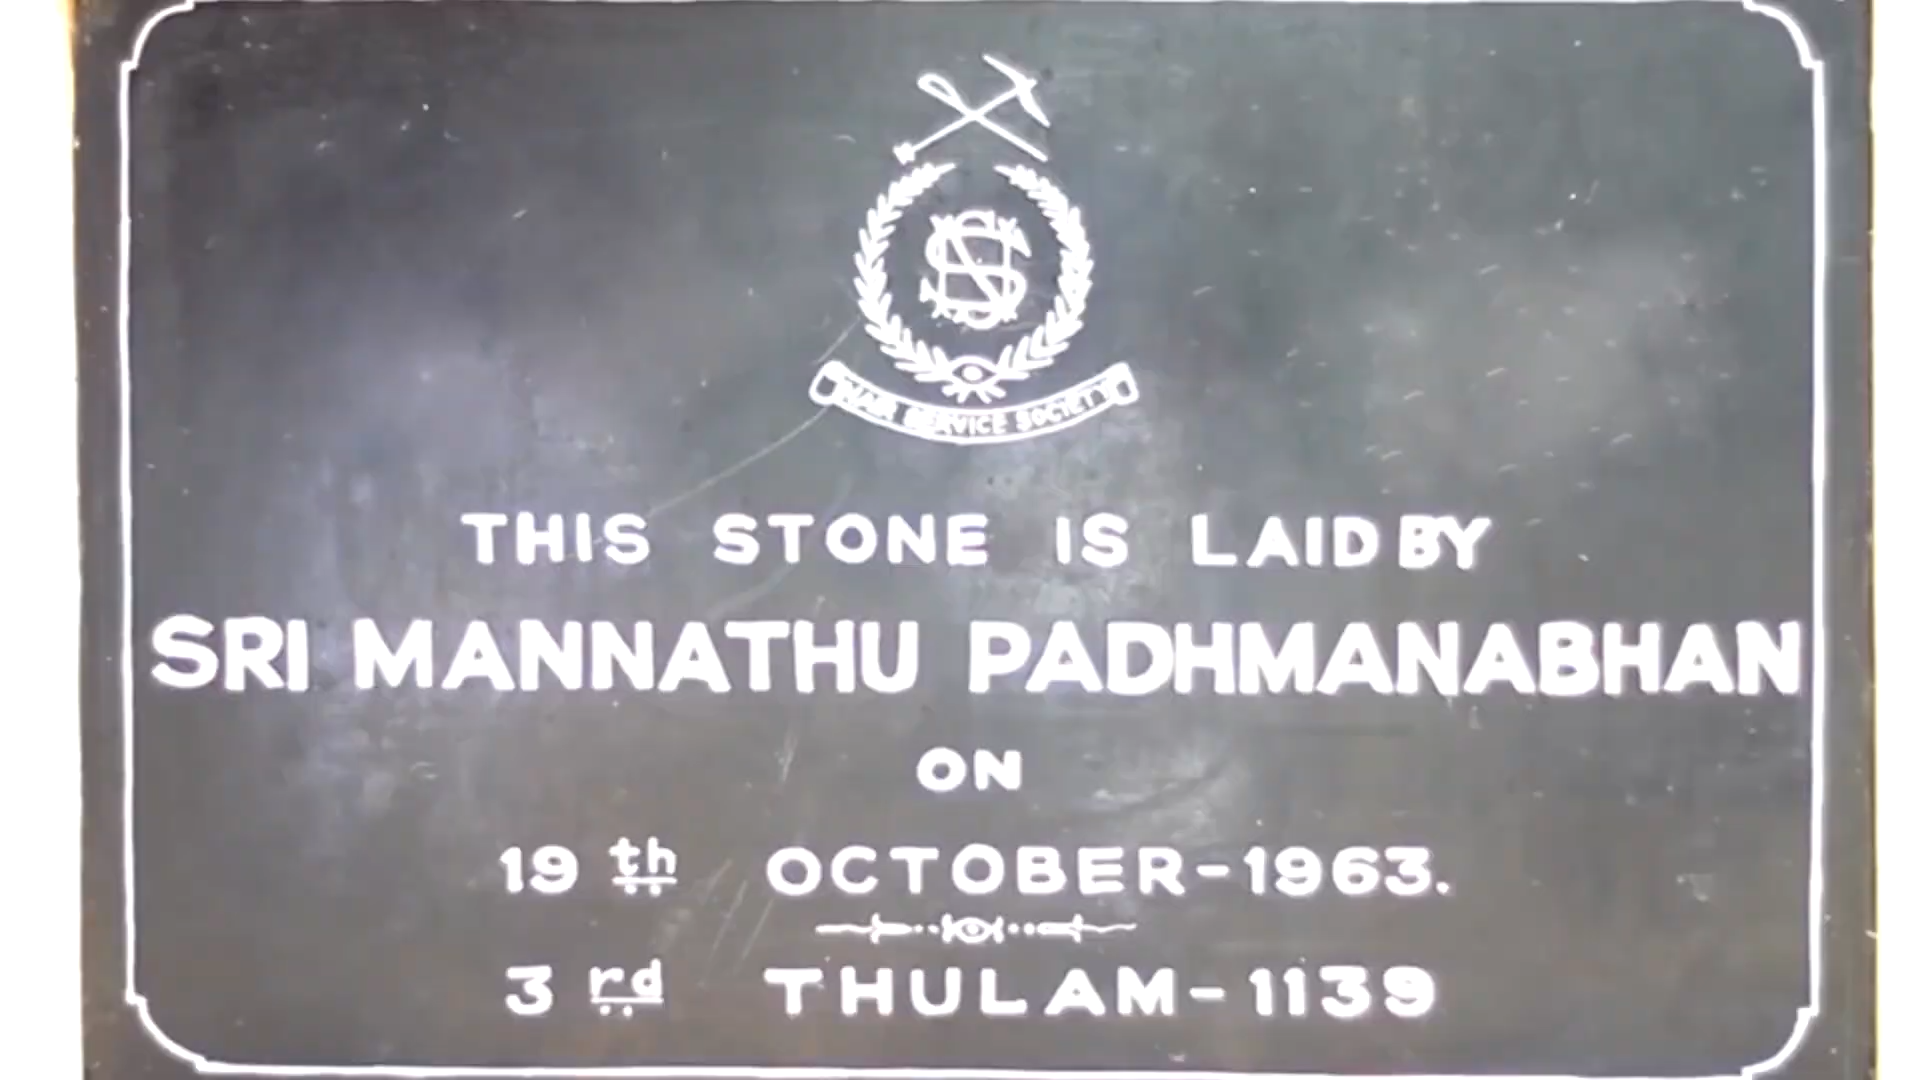 NSS
NAIR SERVICE SOCIETY
THIS STONE IS LAID BY
SRI MANNATHU PADHMANABHAN
ON
19 th OCTOBER-1963.
3 rd THULAM-1139